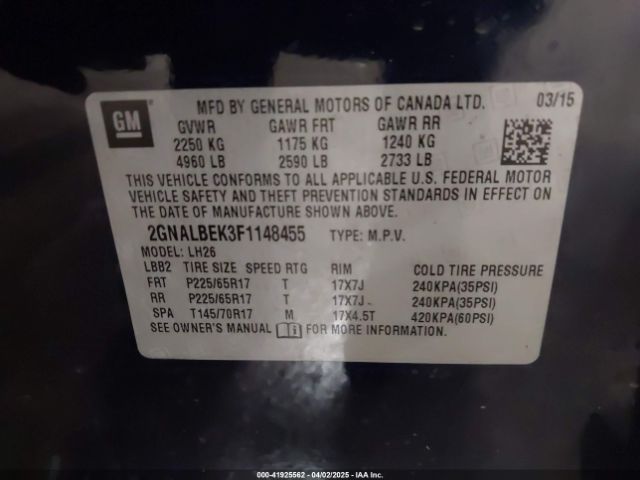 GM
MFD BY GENERAL MOTORS OF CANADA LTD. 03/15
GVWR GAWR FRT GAWR RR
2250 KG 1175 KG 1240 KG
4960 LB 2590 LB 2733 LB
THIS VEHICLE CONFORMS TO ALL APPLICABLE U.S. FEDERAL MOTOR
VEHICLE SAFETY AND THEFT PREVENTION STANDARDS IN EFFECT ON
THE DATE OF MANUFACTURE SHOWN ABOVE.
2GNALBEK3F1148455 TYPE: M.P.V.
MODEL: LH26
LBB2 TIRE SIZE SPEED RTG RIM COLD TIRE PRESSURE
FRT P225/65R17 T 17X7J 240KPA(35PSI)
RR P225/65R17 T 17X7J 240KPA(35PSI)
SPA T145/70R17 M 17X4.5T 420KPA(60PSI)
SEE OWNER'S MANUAL FOR MORE INFORMATION.
000-41925562 - 04/02/2025 - IAA Inc. Copyright